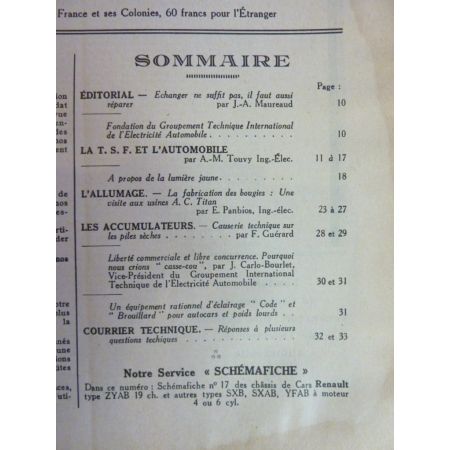 France et ses Colonies, 60 francs pour l'Étranger
SOMMAIRE
Page :
ÉDITORIAL — Echanger ne suffit pas, il faut aussi
réparer par J.-A. Maureaud 10
Fondation du Groupement Technique International
de l'Electricité Automobile 10
LA T. S. F. ET L'AUTOMOBILE
par A.-M. Touvy Ing.-Élec. 11 à 17
A propos de la lumière jaune 18
L'ALLUMAGE. — La fabrication des bougies : Une
visite aux usines A. C. Titan
par E. Panbios, Ing.-élec. 23 à 27
LES ACCUMULATEURS. — Causerie technique sur
les piles sèches par F. Guérard 28 et 29
Liberté commerciale et libre concurrence. Pourquoi
nous crions "casse-cou", par J. Carlo-Bourlet,
Vice-Président du Groupement International
Technique de l'Électricité Automobile 30 et 31
Un équipement rationnel d'éclairage "Code" et
"Brouillard" pour autocars et poids lourds 31
COURRIER TECHNIQUE. — Réponses à plusieurs
questions techiques 32 et 33
Notre Service "SCHÉMAFICHE"
Dans ce numéro : Schémafiche n° 17 des châssis de Cars Renault
type ZYAB 19 ch. et autres types SXB, SXAB, YFAB à moteur
4 ou 6 cyl.